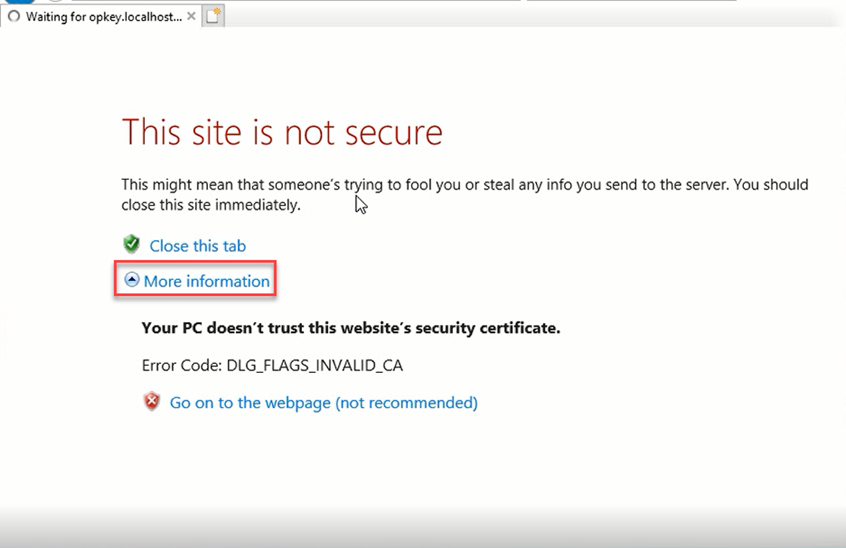 Waiting for opkey.localhost...
This site is not secure
This might mean that someone's trying to fool you or steal any info you send to the server. You should
close this site immediately.
Close this tab
More information
Your PC doesn't trust this website's security certificate.
Error Code: DLG_FLAGS_INVALID_CA
Go on to the webpage (not recommended)